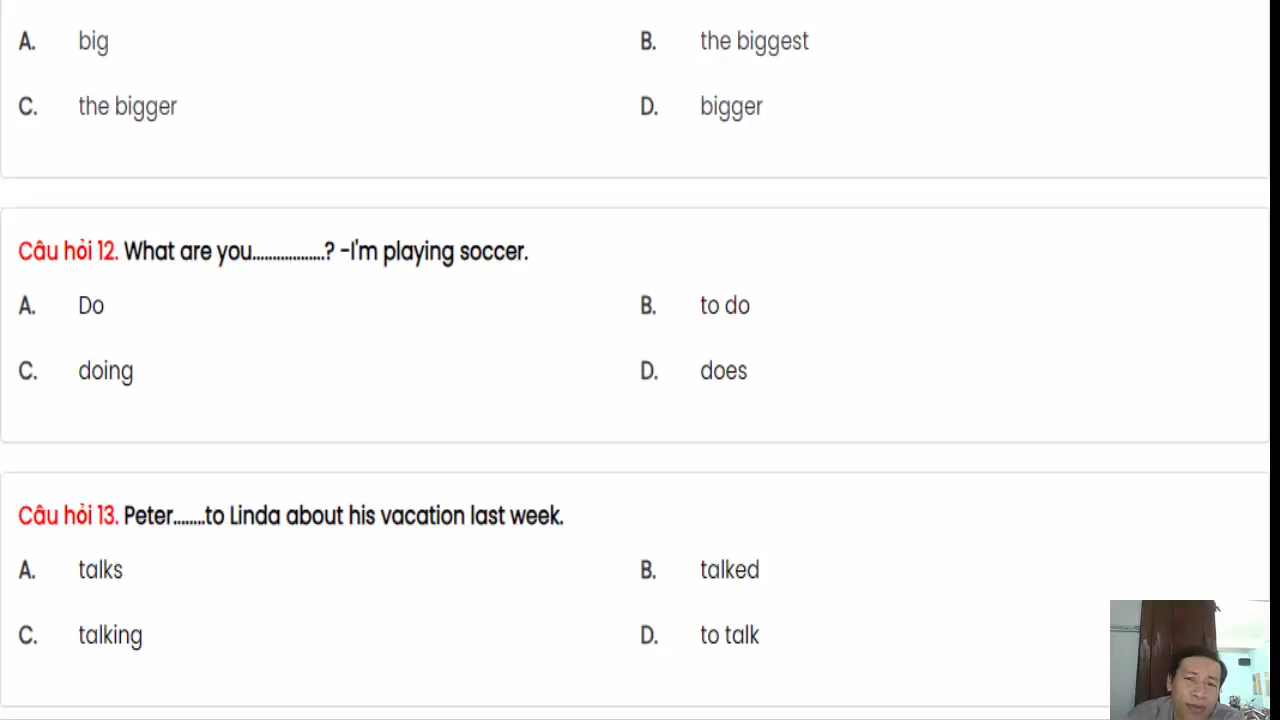 A. big B. the biggest
C. the bigger D. bigger
Câu hỏi 12. What are you..................? -I'm playing soccer.
A. Do B. to do
C. doing D. does
Câu hỏi 13. Peter........to Linda about his vacation last week.
A. talks B. talked
C. talking D. to talk